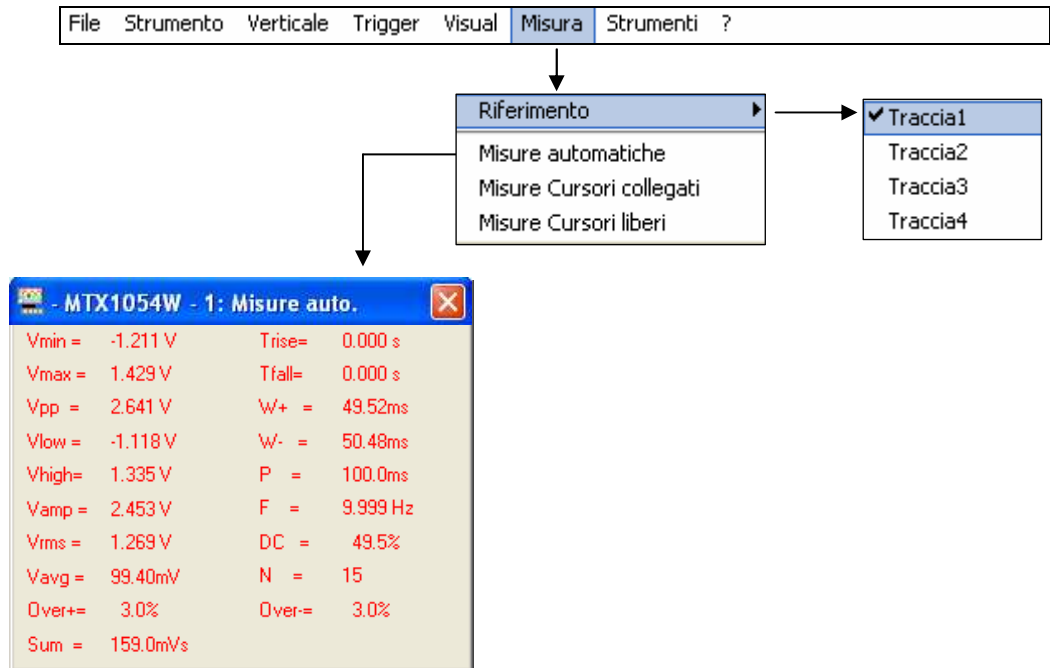 File Strumento Verticale Trigger Visual Misura Strumenti ?
Riferimento
Misure automatiche
Misure Cursori collegati
Misure Cursori liberi
Traccia1
Traccia2
Traccia3
Traccia4
- MTX1054W - 1: Misure auto.
Vmin = -1.211 V Trise= 0.000 s
Vmax = 1.429 V Tfall= 0.000 s
Vpp = 2.641 V W+ = 49.52ms
Vlow = -1.118 V W- = 50.48ms
Vhigh= 1.335 V P = 100.0ms
Vamp = 2.453 V F = 9.999 Hz
Vrms = 1.269 V DC = 49.5%
Vavg = 99.40mV N = 15
Over+= 3.0% Over-= 3.0%
Sum = 159.0mVs